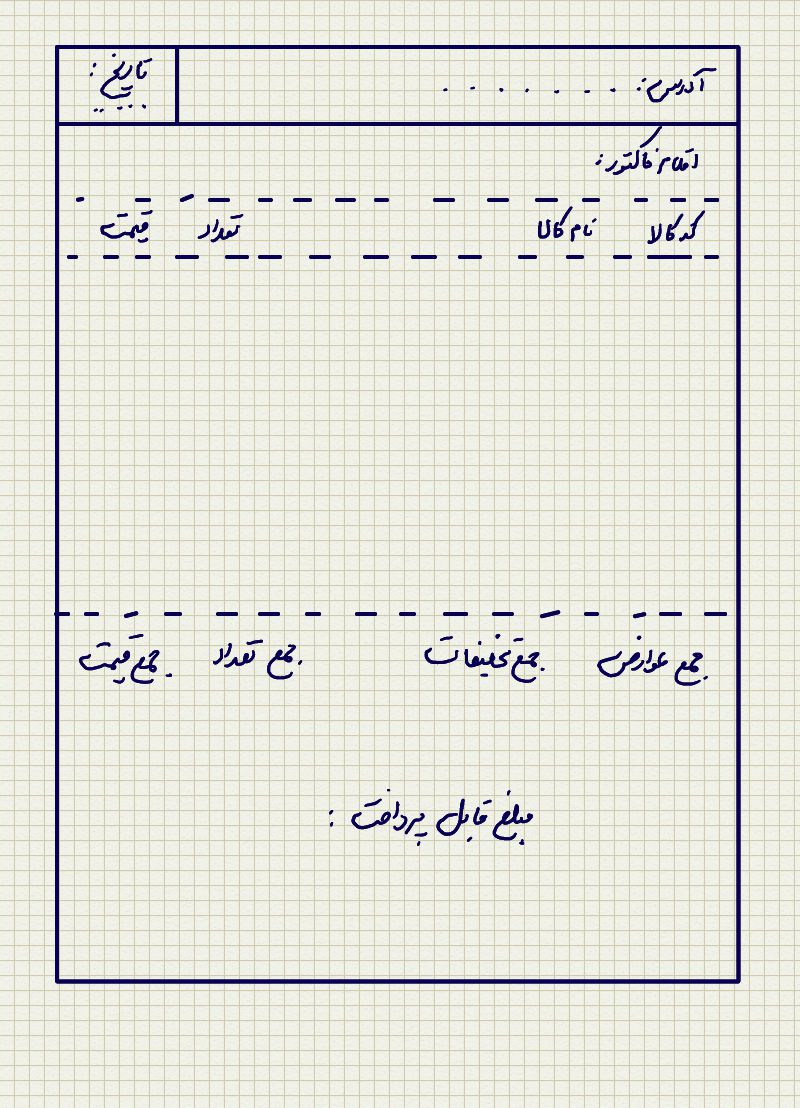 آدرس: . . . . . . . تاریخ: . . . .
اقلام فاکتور:
کد کالا نام کالا تعداد قیمت
جمع عوارض جمع تخفیفات جمع تعداد جمع قیمت
مبلغ قابل پرداخت :